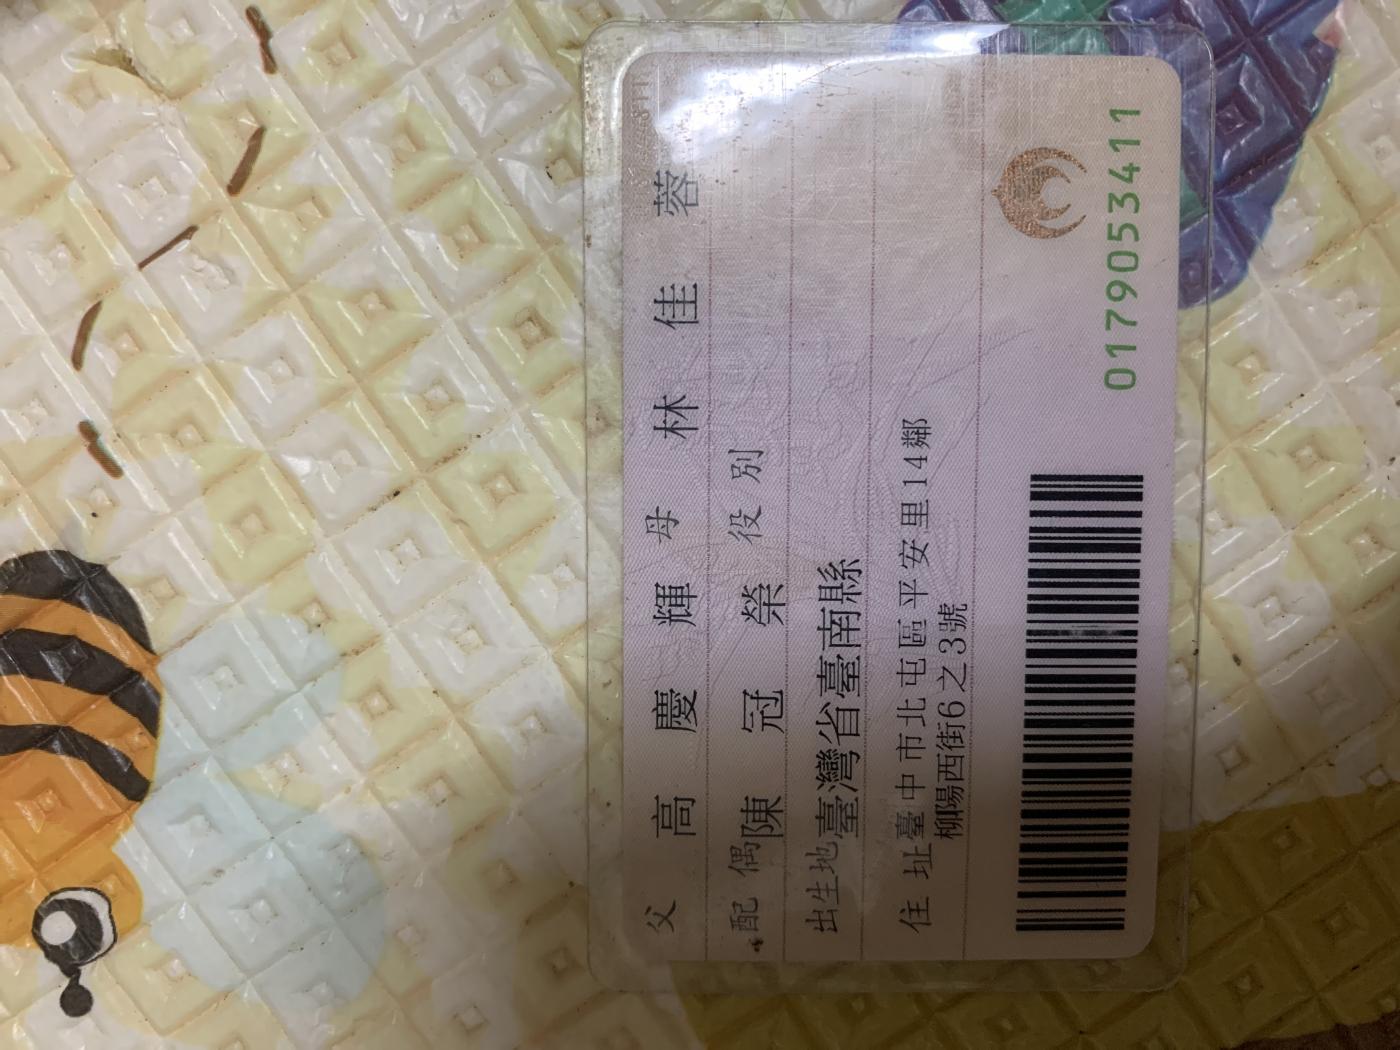 父 高慶輝 母 林佳蓉
配偶 陳冠榮 役別
出生地 臺灣省臺南縣
住址 臺中市北屯區平安里14鄰
柳陽西街6之3號
0179053411